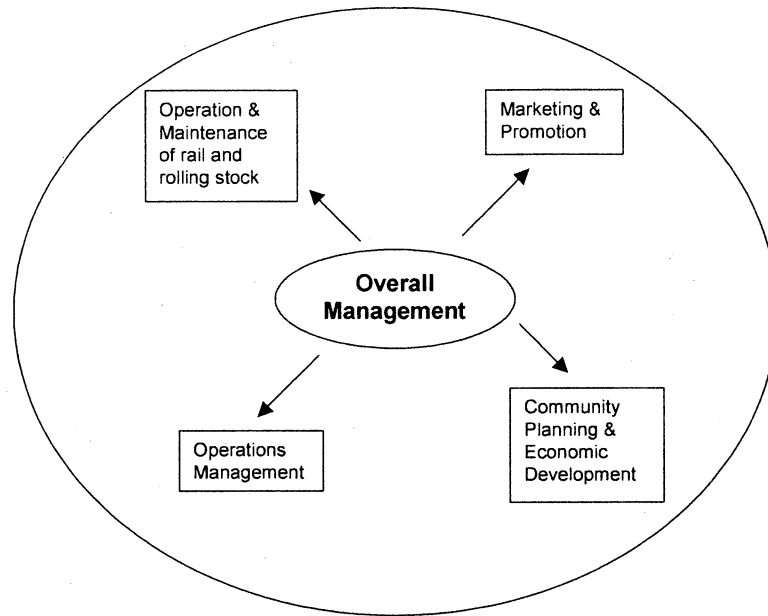 Operation &
Maintenance
of rail and
rolling stock
Marketing &
Promotion
Overall
Management
Operations
Management
Community
Planning &
Economic
Development